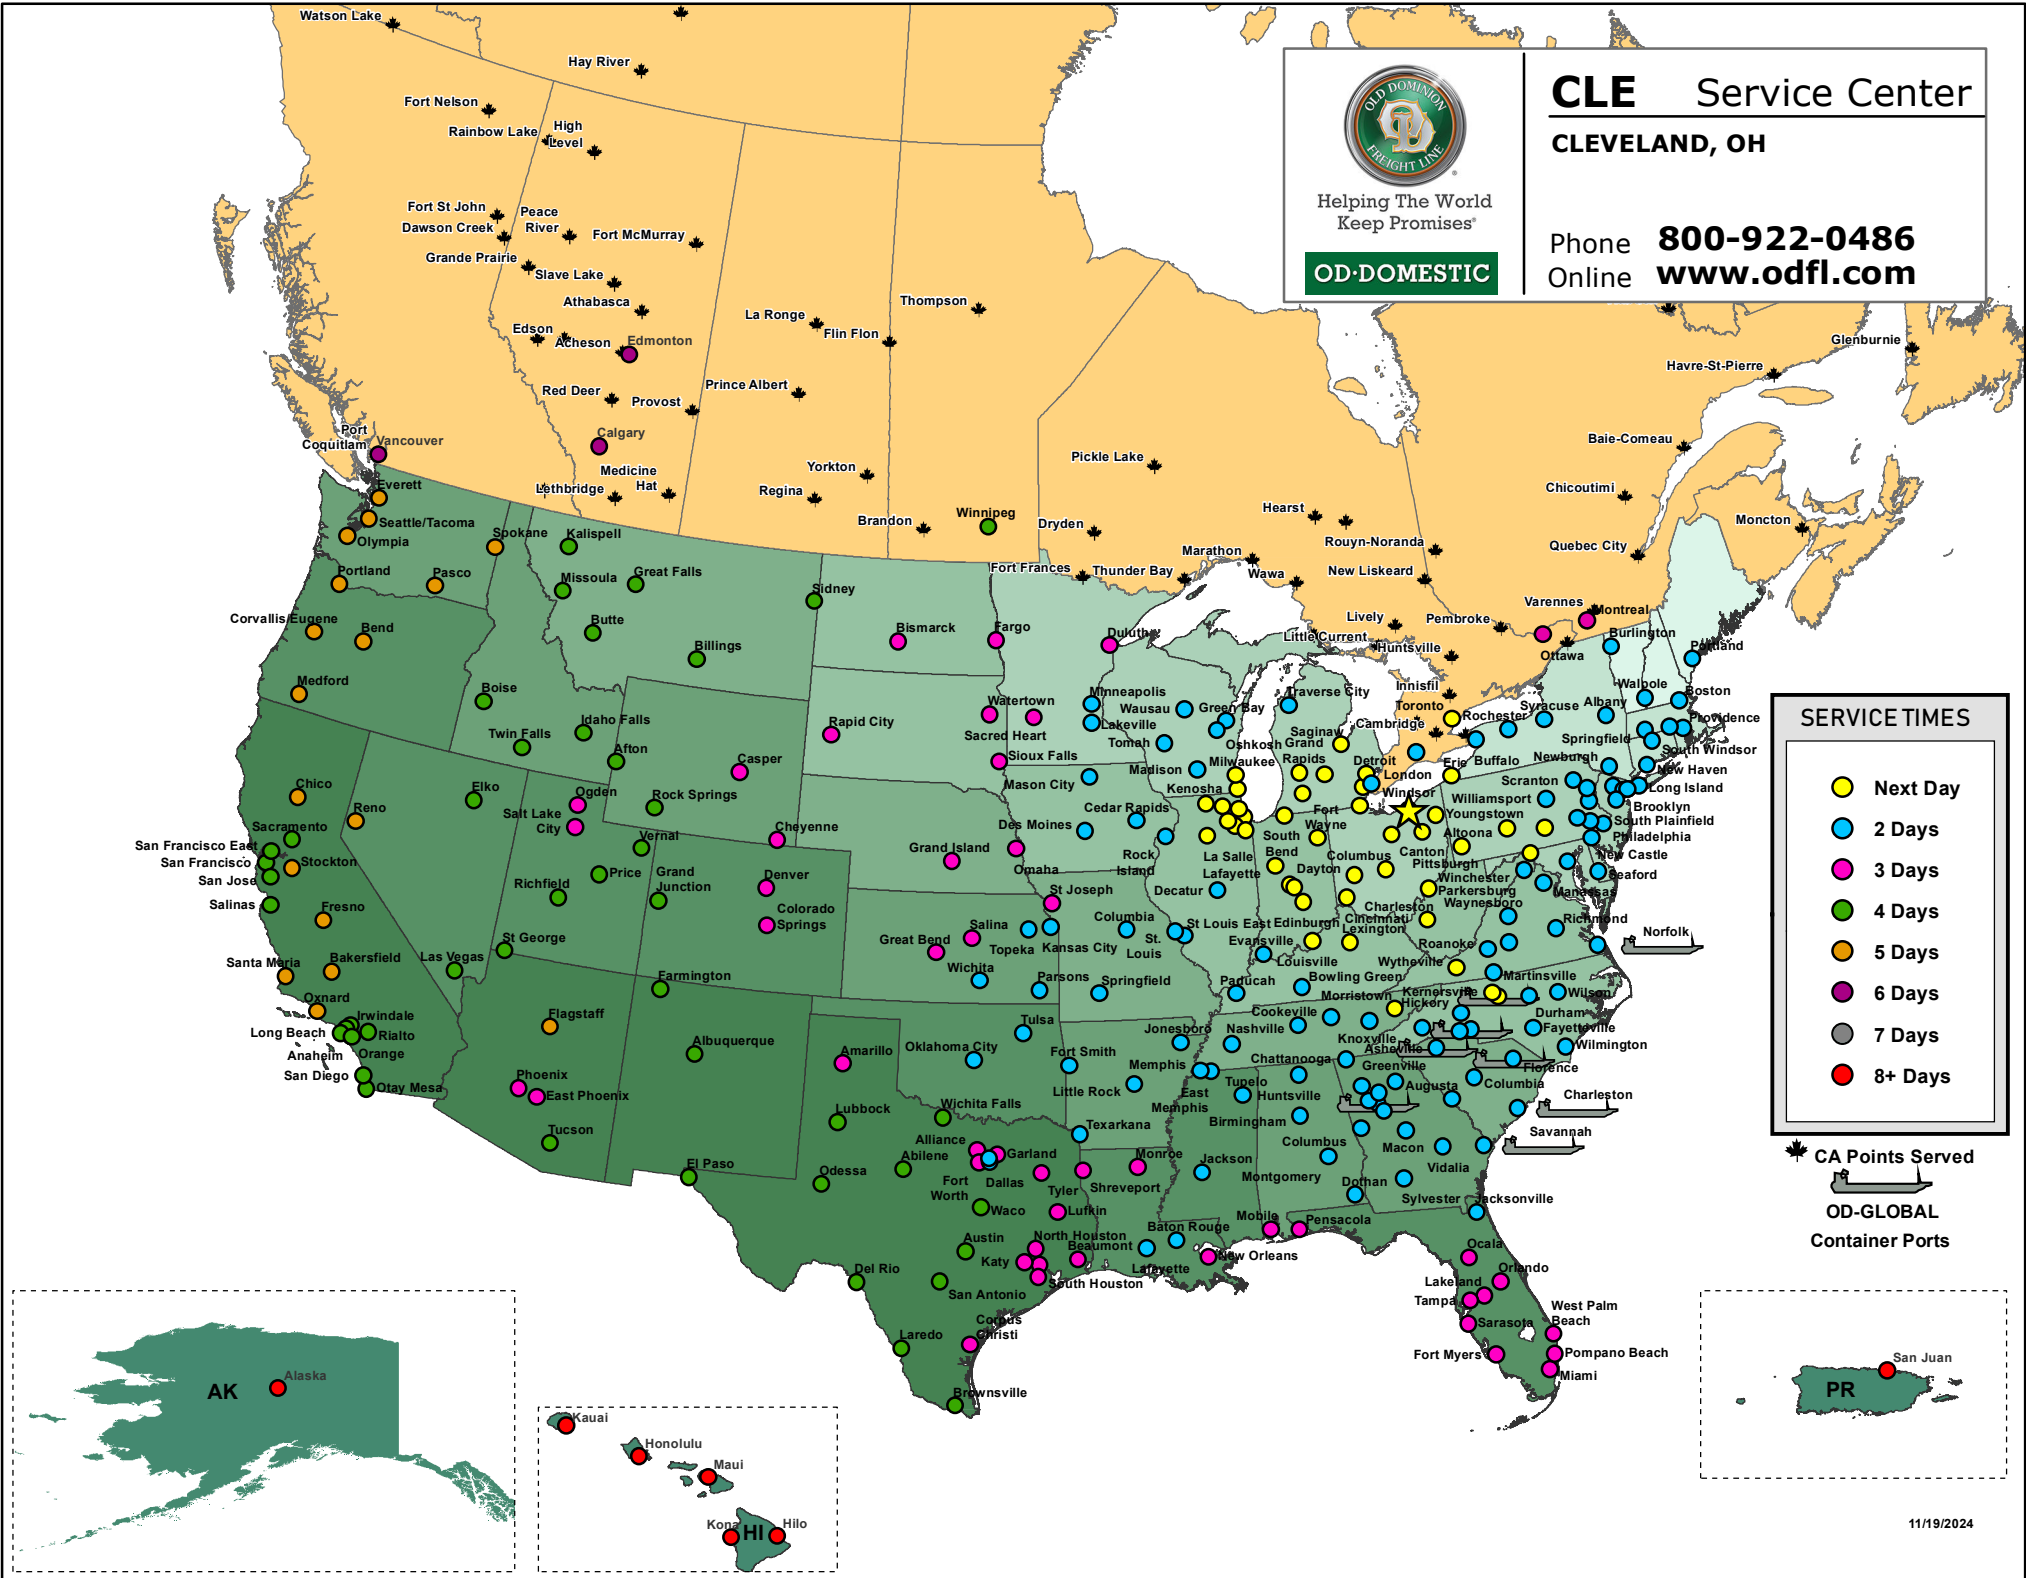 Watson Lake
Hay River
Fort Nelson
Rainbow Lake
High
Level
Fort St John
Dawson Creek
Peace
River
Fort McMurray
Grande Prairie
Slave Lake
Athabasca
Edson
Acheson
Edmonton
La Ronge
Flin Flon
Thompson
Red Deer
Provost
Prince Albert
Port
Coquitlam
Vancouver
Calgary
Medicine
Hat
Lethbridge
Yorkton
Regina
Brandon
Winnipeg
Pickle Lake
Dryden
Fort Frances
Thunder Bay
Marathon
Wawa
Hearst
Rouyn-Noranda
New Liskeard
Lively
Little Current
Pembroke
Huntsville
Innisfil
Toronto
Cambridge
Varennes
Montreal
Ottawa
Glenburnie
Havre-St-Pierre
Baie-Comeau
Chicoutimi
Quebec City
Moncton
OLD DOMINION
FREIGHT LINE
Helping The World
Keep Promises®
OD·DOMESTIC
CLE Service Center
CLEVELAND, OH
Phone 800-922-0486
Online www.odfl.com
Everett
Seattle/Tacoma
Olympia
Spokane
Portland
Pasco
Corvallis/Eugene
Bend
Medford
Kalispell
Missoula
Great Falls
Butte
Billings
Sidney
Boise
Idaho Falls
Twin Falls
Afton
Casper
Rock Springs
Cheyenne
Bismarck
Fargo
Duluth
Rapid City
Watertown
Sacred Heart
Sioux Falls
Minneapolis
Lakeville
Wausau
Green Bay
Tomah
Oshkosh
Madison
Milwaukee
Kenosha
Mason City
Cedar Rapids
Des Moines
Rock
Island
Grand Island
Omaha
Chico
Reno
Elko
Sacramento
San Francisco East
San Francisco
Stockton
San Jose
Salinas
Fresno
Santa Maria
Bakersfield
Oxnard
Irwindale
Long Beach
Rialto
Anaheim
Orange
San Diego
Otay Mesa
Las Vegas
Ogden
Salt Lake
City
Vernal
Price
Richfield
St George
Grand
Junction
Denver
Colorado
Springs
Farmington
Flagstaff
Albuquerque
Phoenix
East Phoenix
Tucson
El Paso
Amarillo
Lubbock
Wichita Falls
Alliance
Abilene
Garland
Fort
Worth
Dallas
Odessa
Waco
Tyler
Lufkin
Austin
North Houston
Katy
Beaumont
South Houston
Del Rio
San Antonio
Corpus
Christi
Laredo
Brownsville
St Joseph
Salina
Topeka
Kansas City
Great Bend
Wichita
Parsons
Columbia
St.
Louis
St Louis East
Springfield
Tulsa
Oklahoma City
Fort Smith
Little Rock
Jonesboro
Texarkana
Shreveport
Monroe
Jackson
Baton Rouge
Lafayette
New Orleans
Mobile
Pensacola
Traverse City
Saginaw
Grand
Rapids
Detroit
London
Windsor
South
Bend
Fort
Wayne
La Salle
Lafayette
Decatur
Edinburgh
Evansville
Dayton
Columbus
Canton
Cincinnati
Lexington
Louisville
Bowling Green
Paducah
Youngstown
Erie
Buffalo
Rochester
Syracuse
Albany
Burlington
Portland
Walpole
Boston
Providence
Springfield
South Windsor
Newburgh
New Haven
Long Island
Brooklyn
South Plainfield
Philadelphia
New Castle
Seaford
Scranton
Williamsport
Altoona
Pittsburgh
Winchester
Parkersburg
Manassas
Waynesboro
Charleston
Richmond
Norfolk
Roanoke
Wytheville
Martinsville
Kernersville
Wilson
Durham
Hickory
Fayetteville
Wilmington
Morristown
Cookeville
Nashville
Knoxville
Asheville
Chattanooga
Memphis
East
Memphis
Tupelo
Huntsville
Birmingham
Greenville
Augusta
Florence
Columbia
Charleston
Savannah
Columbus
Macon
Montgomery
Vidalia
Dothan
Sylvester
Jacksonville
Ocala
Orlando
Lakeland
Tampa
West Palm
Beach
Sarasota
Fort Myers
Pompano Beach
Miami
SERVICE TIMES
Next Day
2 Days
3 Days
4 Days
5 Days
6 Days
7 Days
8+ Days
CA Points Served
OD-GLOBAL
Container Ports
AK
Alaska
Kauai
Honolulu
Maui
Kona
HI
Hilo
San Juan
PR
11/19/2024